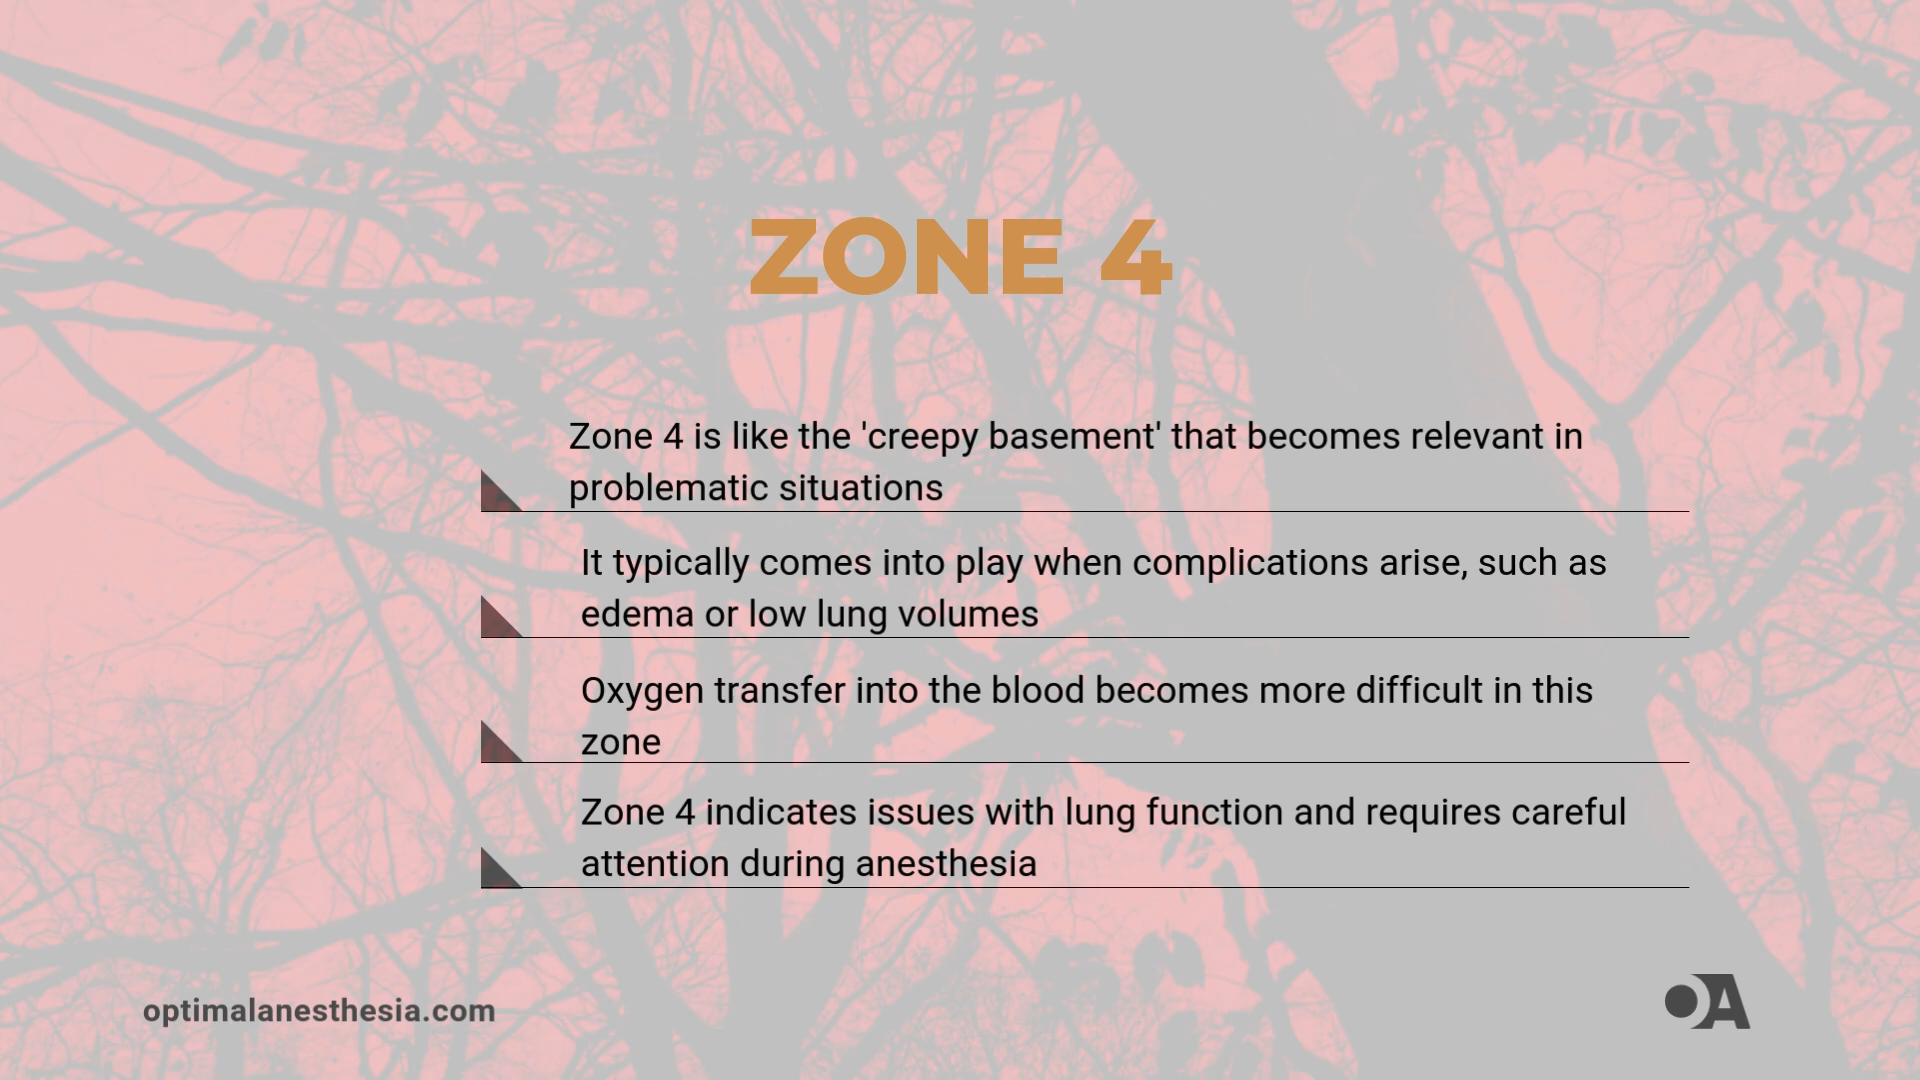 ZONE 4
Zone 4 is like the 'creepy basement' that becomes relevant in
problematic situations
It typically comes into play when complications arise, such as
edema or low lung volumes
Oxygen transfer into the blood becomes more difficult in this
zone
Zone 4 indicates issues with lung function and requires careful
attention during anesthesia
optimalanesthesia.com
OA